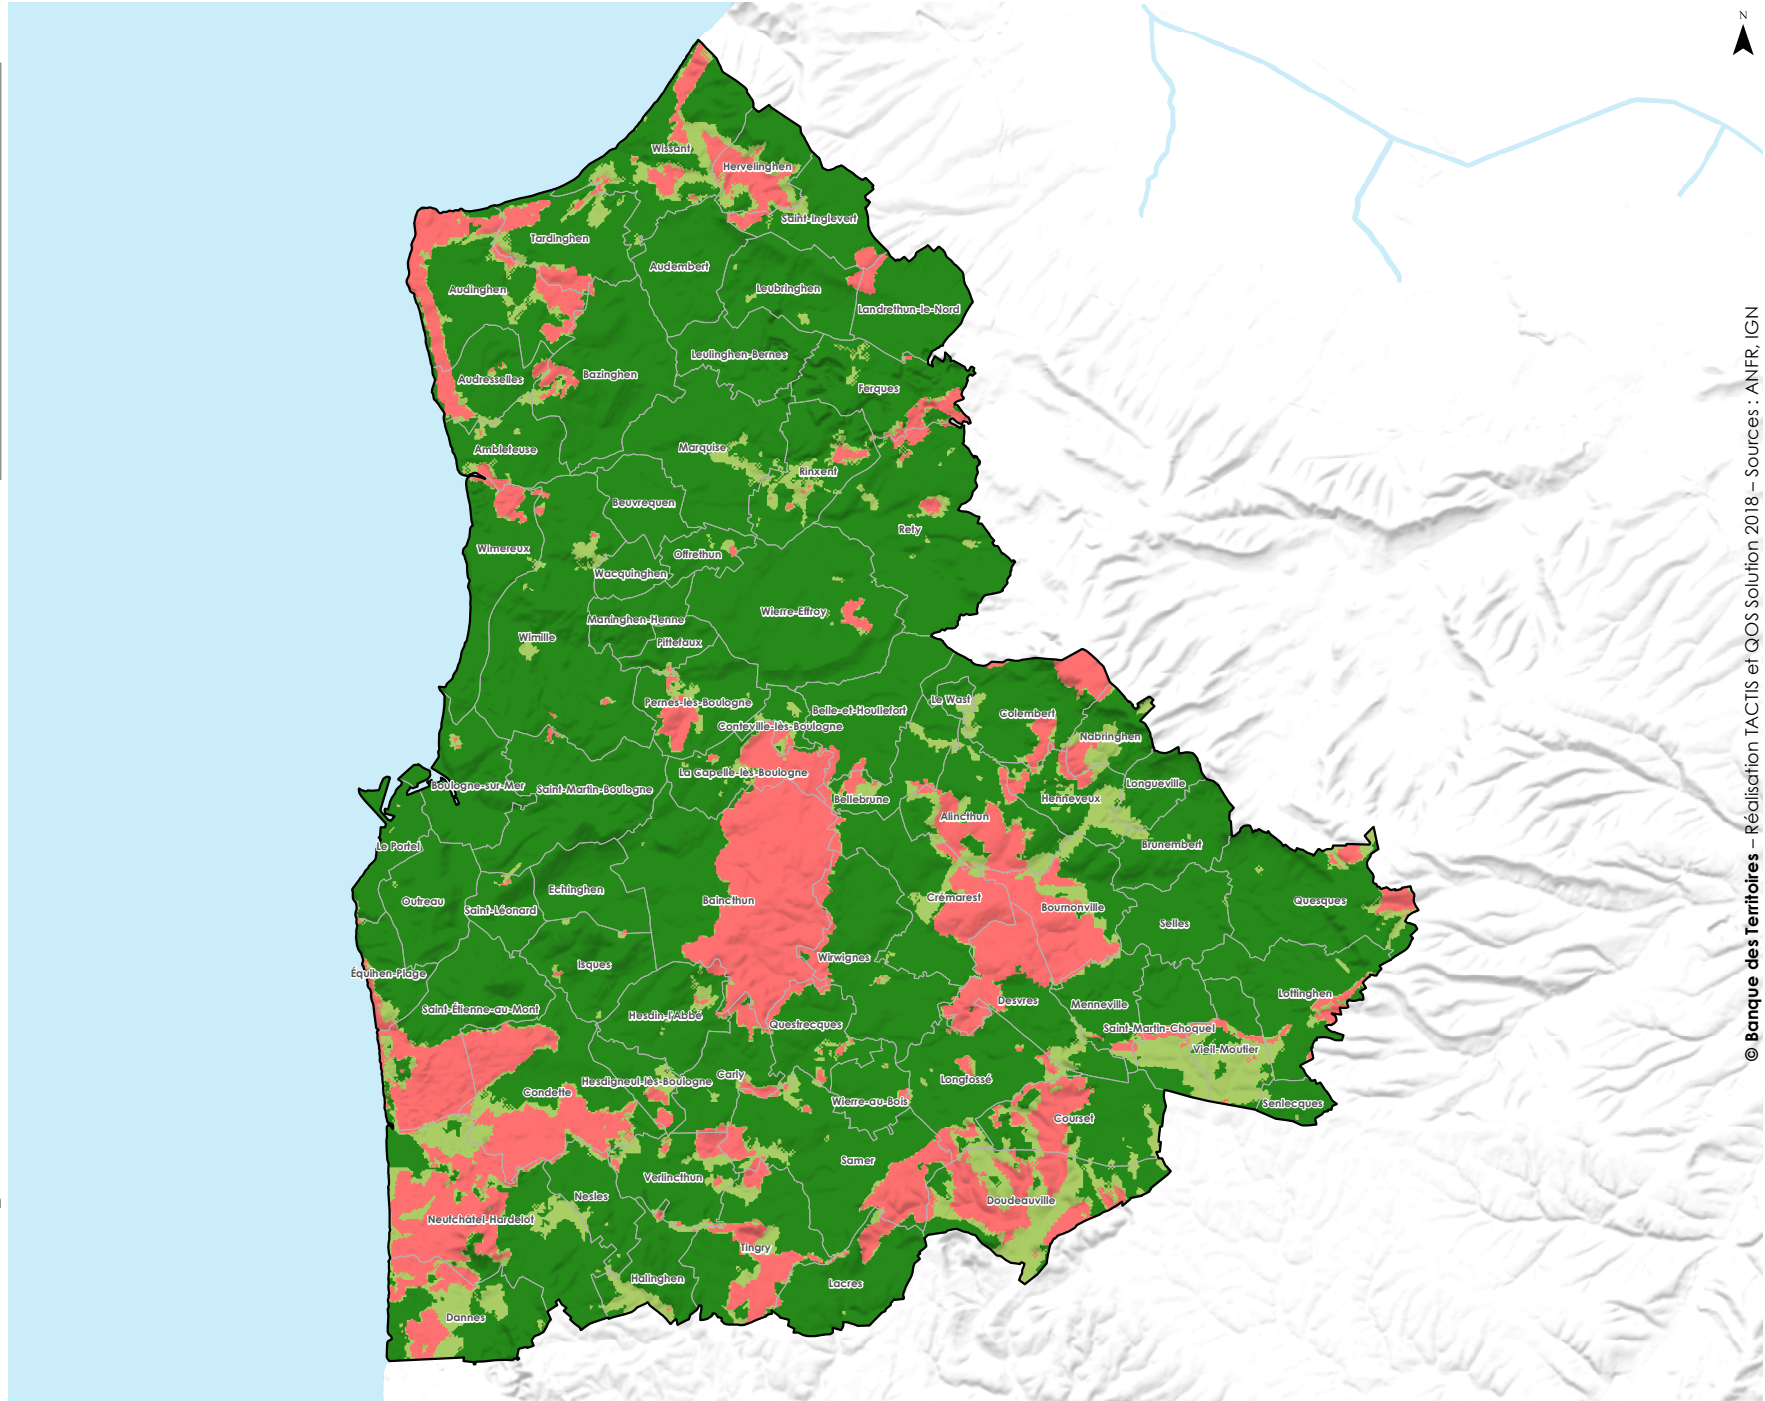 N
Wissant
Hervelinghen
Saint-Inglevert
Tardinghen
Audembert
Audinghen
Leubringhen
Landrethun-le-Nord
Leulinghen-Bernes
Audresselles
Bazinghen
Ferques
Ambleteuse
Marquise
Rinxent
Beuvrequen
Rety
Wimereux
Offrethun
Wacquinghen
Wierre-Effroy
Maninghen-Henne
Wimille
Pittefaux
Le Wast
Pernes-lès-Boulogne
Belle-et-Houllefort
Colembert
Conteville-lès-Boulogne
Nabringhen
La Capelle-lès-Boulogne
Boulogne-sur-Mer
Saint-Martin-Boulogne
Longueville
Bellebrune
Henneveux
Alincthun
Le Portel
Brunembert
Echinghen
Baincthun
Crémarest
Outreau
Saint-Léonard
Bournonville
Quesques
Selles
Wirwignes
Isques
Équihen-Plage
Lottinghen
Desvres
Menneville
Saint-Étienne-au-Mont
Hesdin-l'Abbé
Questrecques
Saint-Martin-Choquel
Vieil-Moutier
Carly
Hesdigneul-lès-Boulogne
Longfossé
Condette
Wierre-au-Bois
Senlecques
Courset
Samer
Verlincthun
Nesles
Doudeauville
Neufchâtel-Hardelot
Tingry
Halinghen
Lacres
Dannes
© Banque des Territoires – Réalisation TACTIS et QOS Solution 2018 – Sources : ANFR, IGN